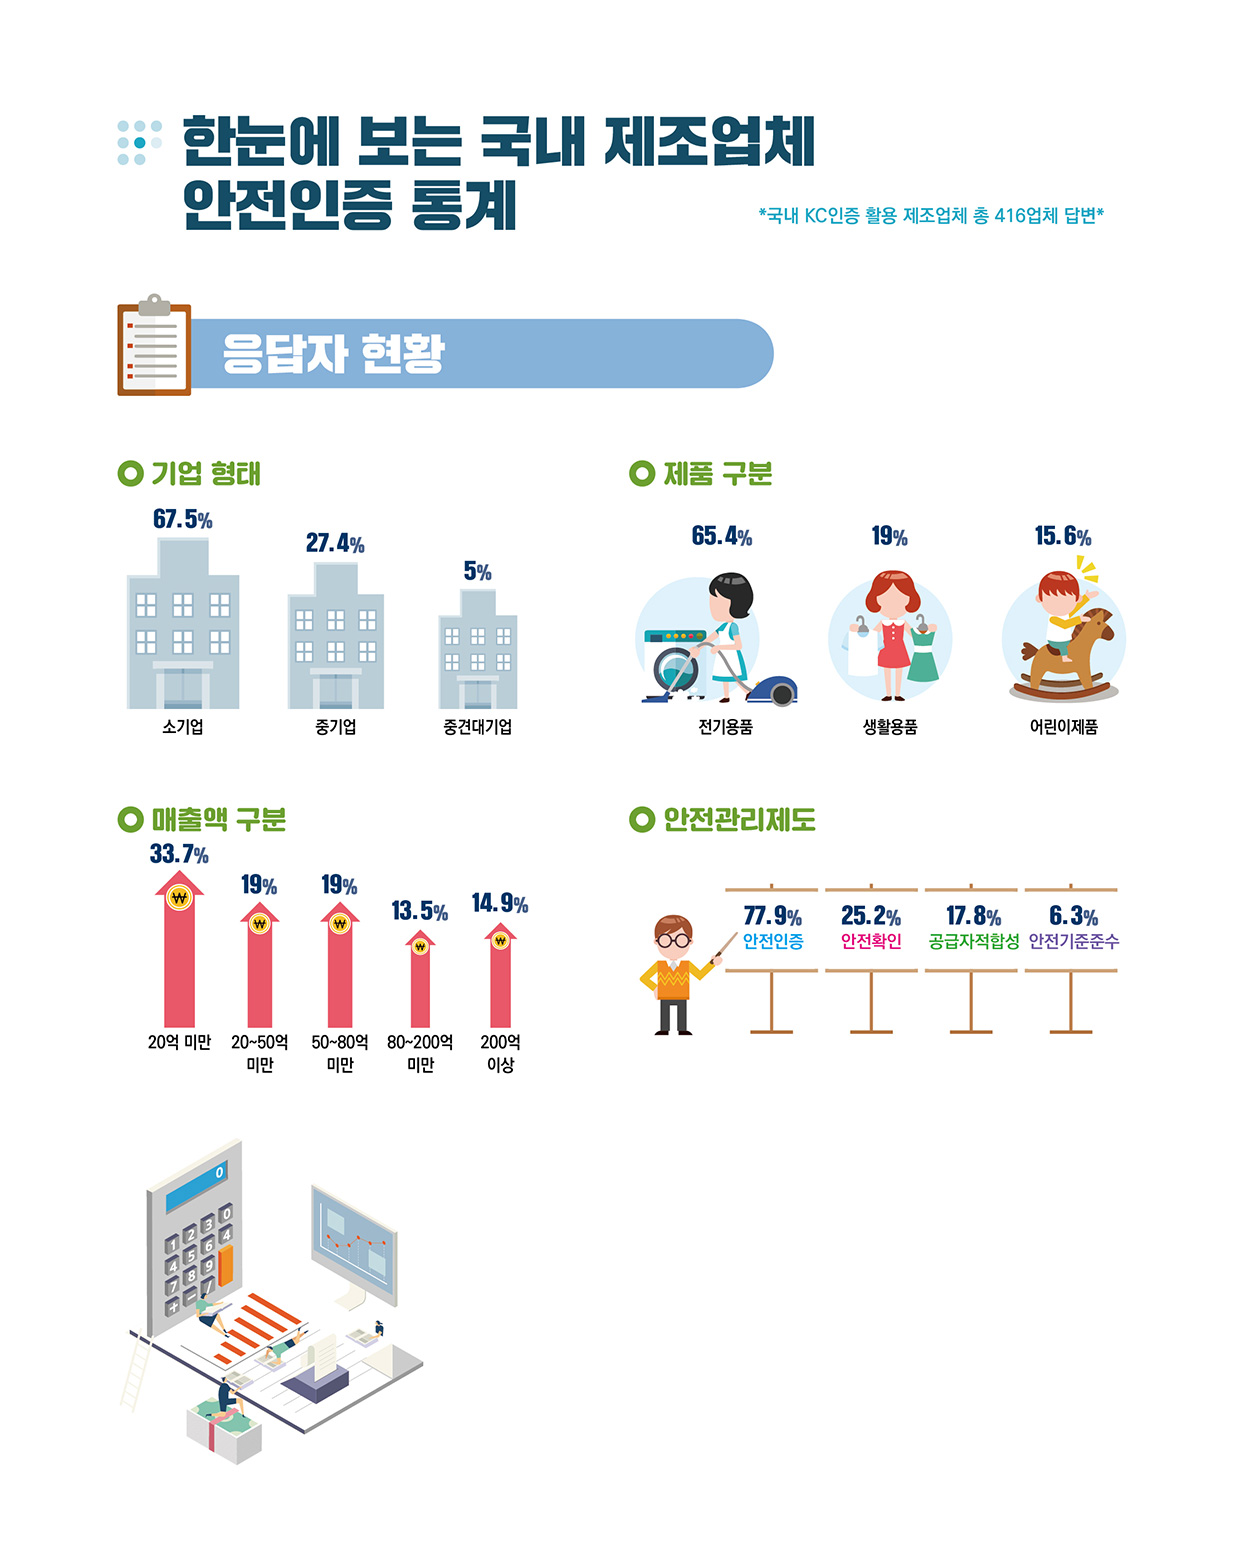 한눈에 보는 국내 제조업체
안전인증 통계
*국내 KC인증 활용 제조업체 총 416업체 답변*
응답자 현황
기업 형태
67.5%
27.4%
5%
소기업
중기업
중견대기업
제품 구분
65.4%
19%
15.6%
전기용품
생활용품
어린이제품
매출액 구분
33.7%
19%
19%
13.5%
14.9%
₩
₩
₩
₩
₩
20억 미만
20~50억
미만
50~80억
미만
80~200억
미만
200억
이상
안전관리제도
77.9%
안전인증
25.2%
안전확인
17.8%
공급자적합성
6.3%
안전기준준수
0
1 2 3 0
4 5 6 4
7 8 9
+ − /